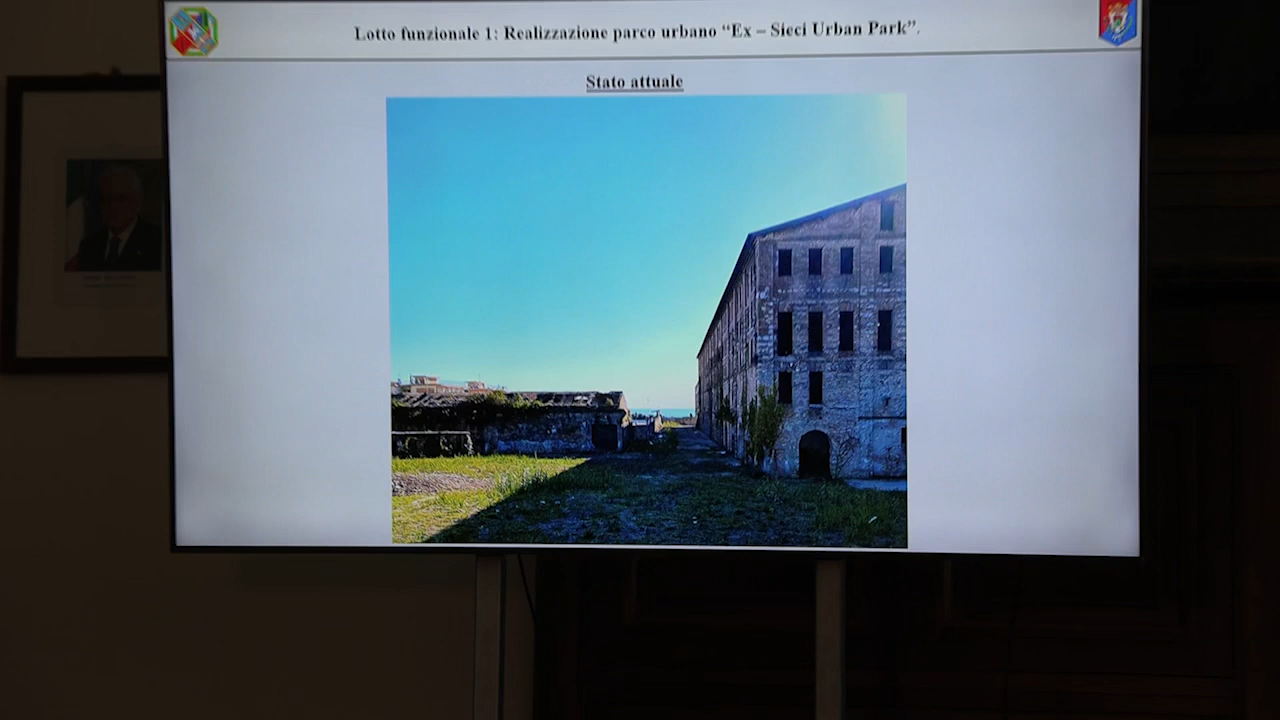 Lotto funzionale 1: Realizzazione parco urbano “Ex – Sieci Urban Park”.
Stato attuale